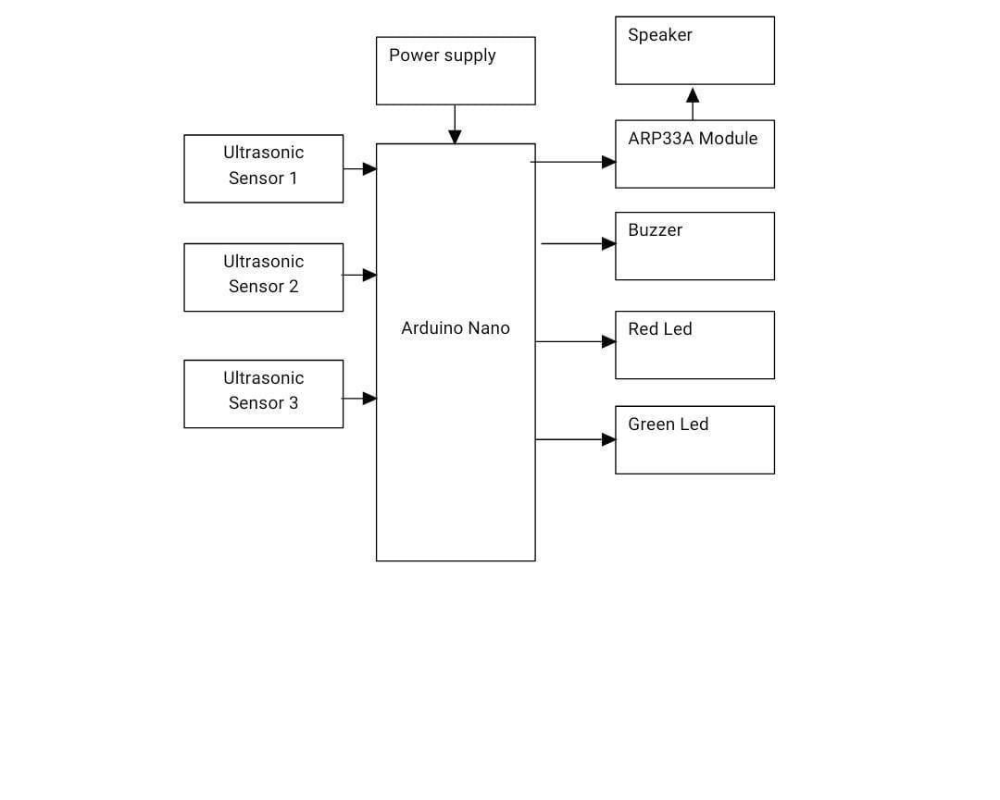 Speaker
Power supply
ARP33A Module
Ultrasonic
Sensor 1
Buzzer
Ultrasonic
Sensor 2
Arduino Nano
Red Led
Ultrasonic
Sensor 3
Green Led